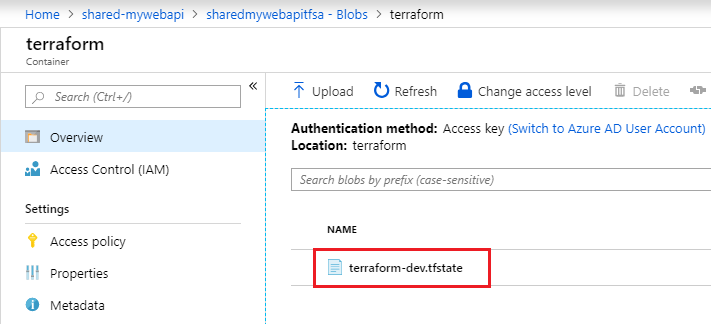 Home > shared-mywebapi > sharedmywebapitfsa - Blobs > terraform
terraform
Container
Search (Ctrl+/)
«
Overview
Access Control (IAM)
Settings
Access policy
Properties
Metadata
Upload Refresh Change access level Delete
Authentication method: Access key (Switch to Azure AD User Account)
Location: terraform
Search blobs by prefix (case-sensitive)
NAME
terraform-dev.tfstate